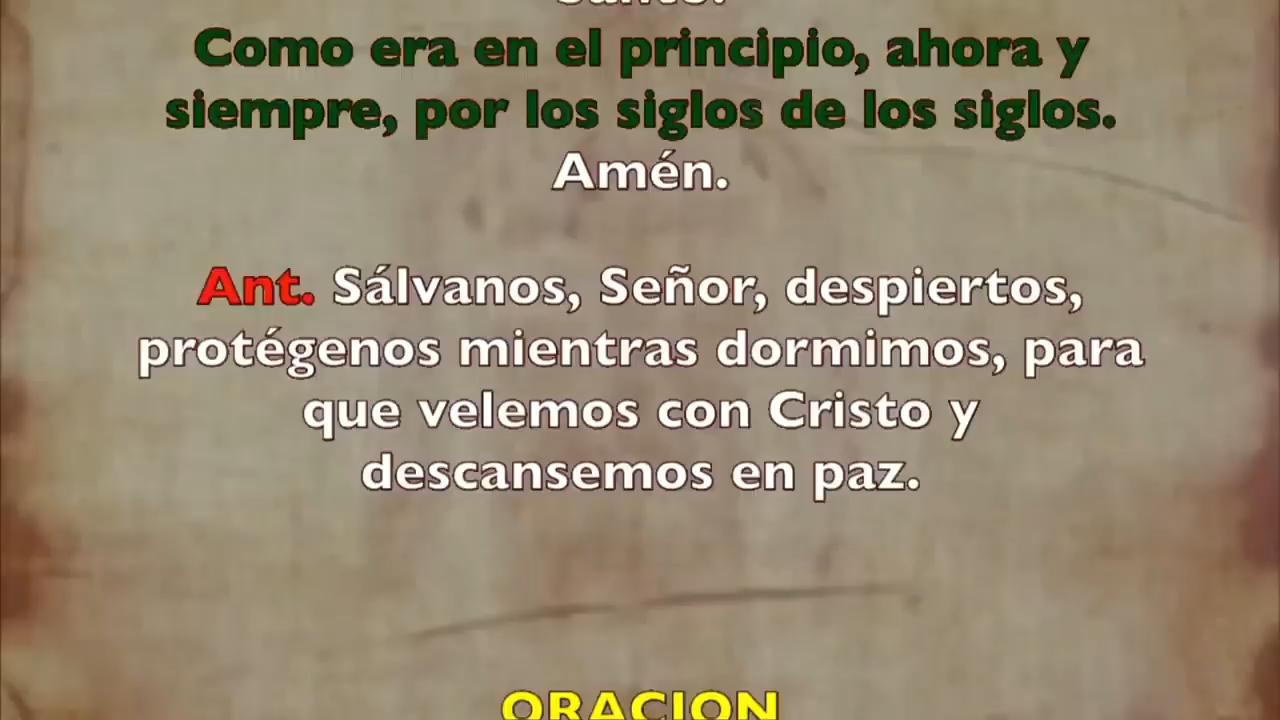 Santo.
Como era en el principio, ahora y
siempre, por los siglos de los siglos.
Amén.
Ant. Sálvanos, Señor, despiertos,
protégenos mientras dormimos, para
que velemos con Cristo y
descansemos en paz.
ORACION